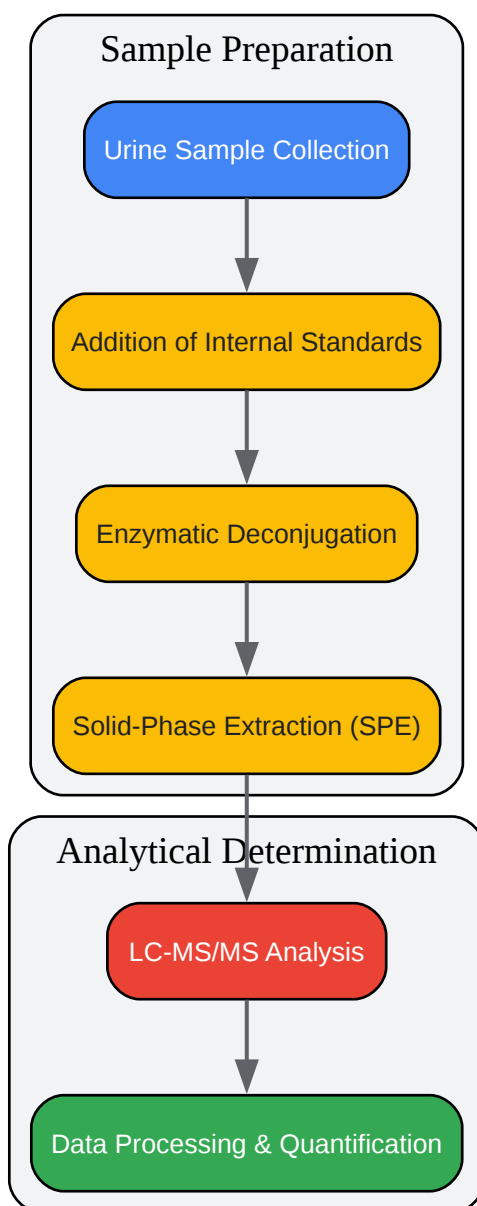 Sample Preparation
Urine Sample Collection
Addition of Internal Standards
Enzymatic Deconjugation
Solid-Phase Extraction (SPE)
Analytical Determination
LC-MS/MS Analysis
Data Processing & Quantification